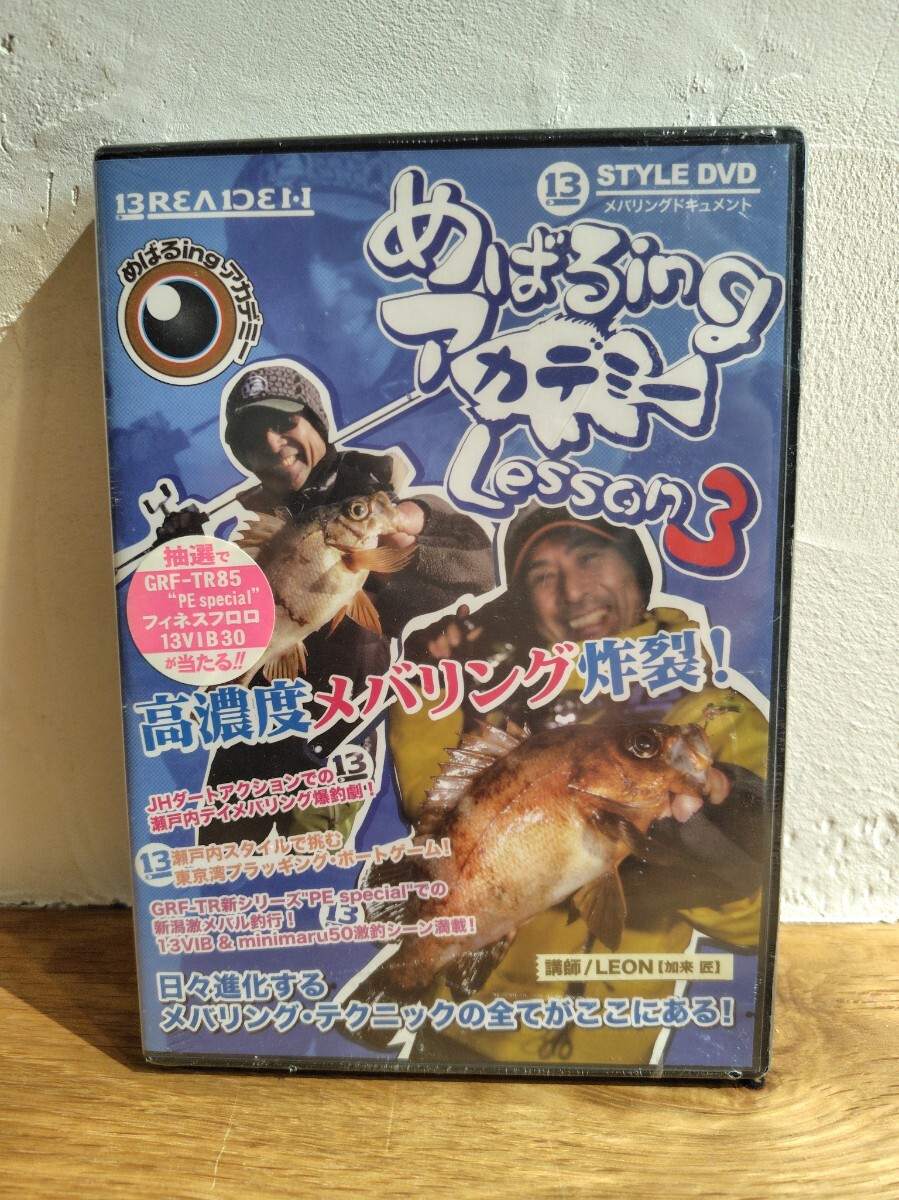 BREADEN
13 STYLE DVD
メバリングドキュメント
めばるingアカデミー
めばるing
アカデミー
Lesson3
抽選で
GRF-TR85
"PE special"
フィネスフロロ
13VIB30
が当たる!!
高濃度メバリング炸裂!
JHダートアクションでの
瀬戸内デイメバリング爆釣劇!
13
13
瀬戸内スタイルで挑む
東京湾プラッキング・ボートゲーム!
GRF-TR新シリーズ"PE special"での
新潟激メバル釣行!
13
13VIB & minimaru50激釣シーン満載!
講師/LEON【加来 匠】
日々進化する
メバリング・テクニックの全てがここにある!